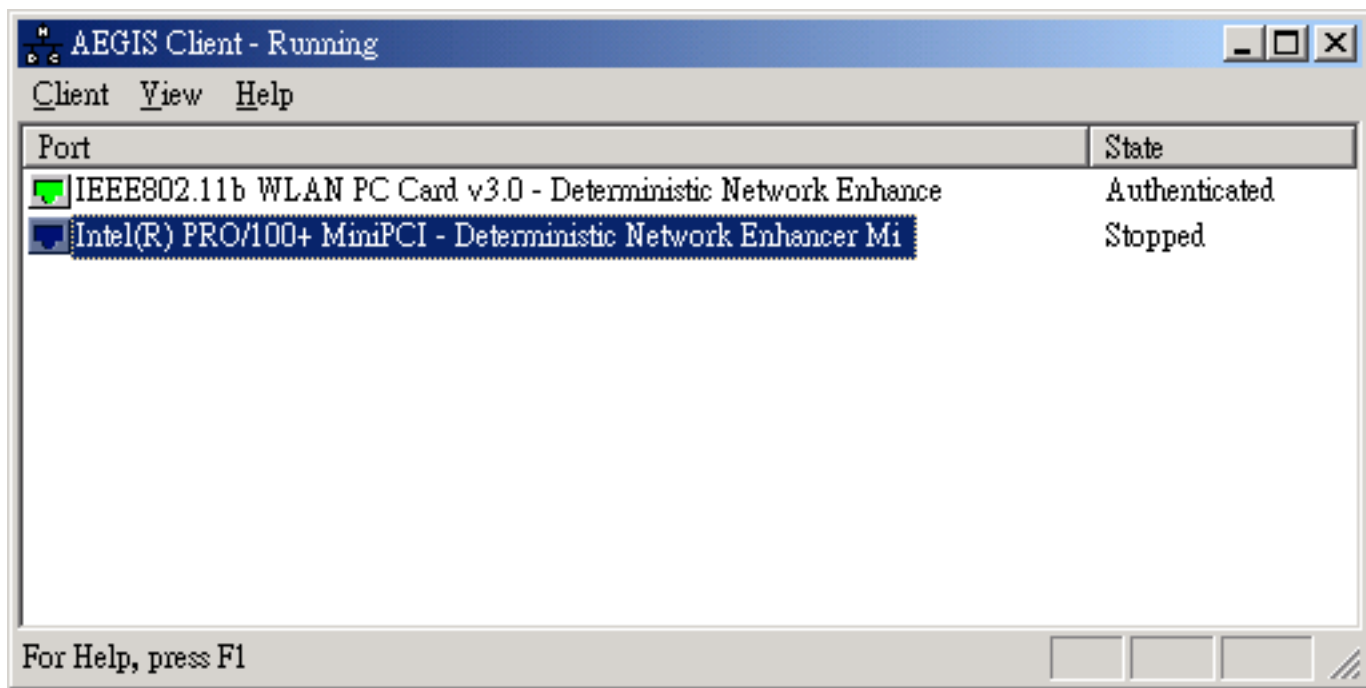 AEGIS Client - Running
Client View Help
Port State
IEEE802.11b WLAN PC Card v3.0 - Deterministic Network Enhance Authenticated
Intel(R) PRO/100+ MiniPCI - Deterministic Network Enhancer Mi Stopped
For Help, press F1